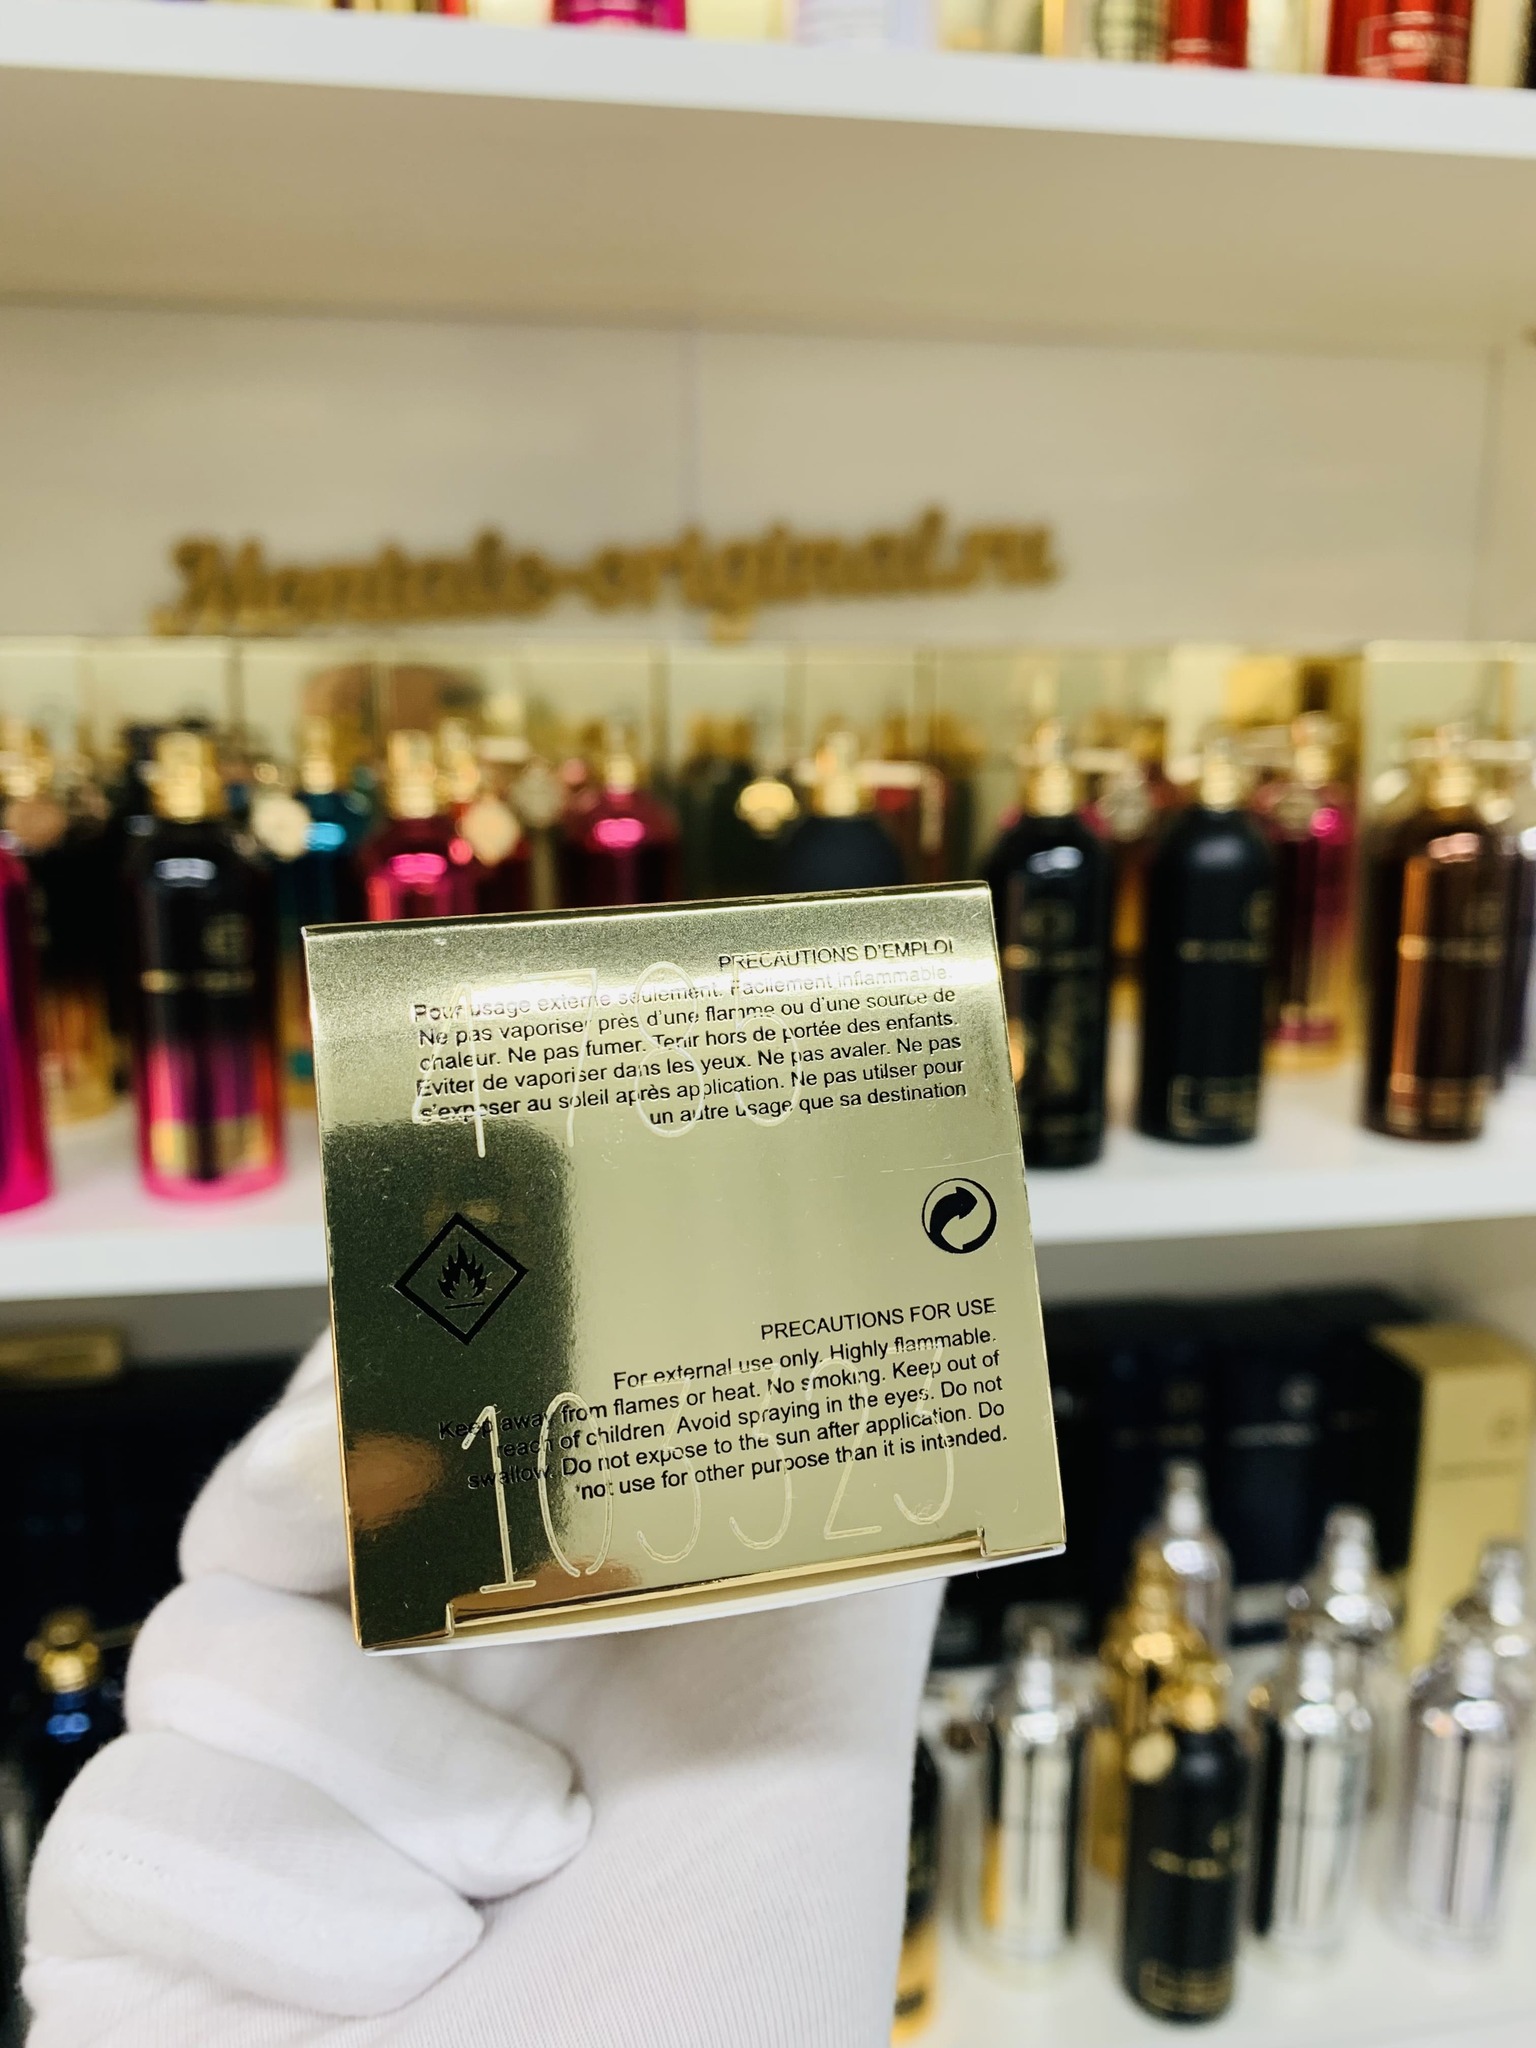 Montale-original.ru
PRECAUTIONS D'EMPLOI
Pour usage externe seulement. Facilement inflammable.
Ne pas vaporiser près d'une flamme ou d'une source de
chaleur. Ne pas fumer. Tenir hors de portée des enfants.
Eviter de vaporiser dans les yeux. Ne pas avaler. Ne pas
s'exposer au soleil après application. Ne pas utilser pour
un autre usage que sa destination
4785
PRECAUTIONS FOR USE
For external use only. Highly flammable.
Keep away from flames or heat. No smoking. Keep out of
reach of children. Avoid spraying in the eyes. Do not
swallow. Do not expose to the sun after application. Do
not use for other purpose than it is intended.
103323